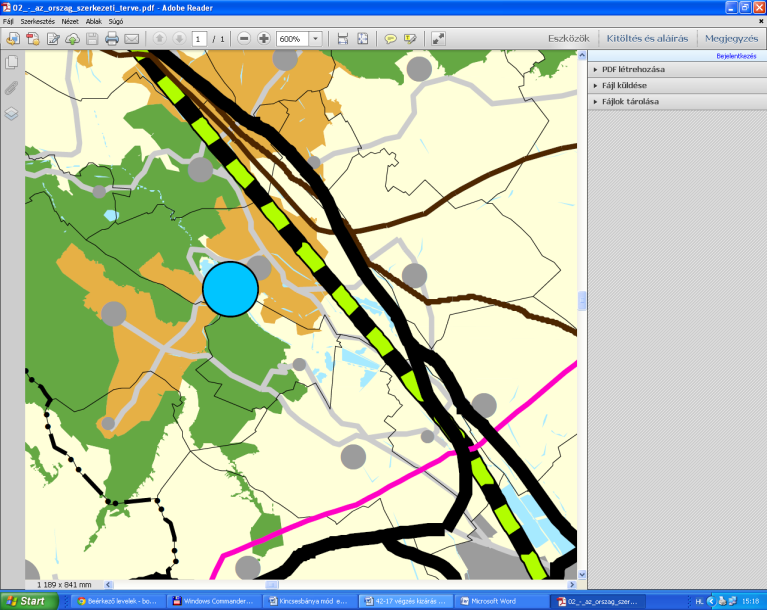 02_-_az_orszag_szerkezeti_terve.pdf - Adobe Reader
Fájl Szerkesztés Nézet Ablak Súgó
1 / 1 600% Eszközök Kitöltés és aláírás Megjegyzés
Bejelentkezés
PDF létrehozása
Fájl küldése
Fájlok tárolása
1 189 x 841 mm
Start Beérkező levelek - bo... Windows Commander... Kincsesbánya mód e... 42-17 végzés kizárás ... Microsoft Word 02_-_az_orszag_szer... HL 15:16